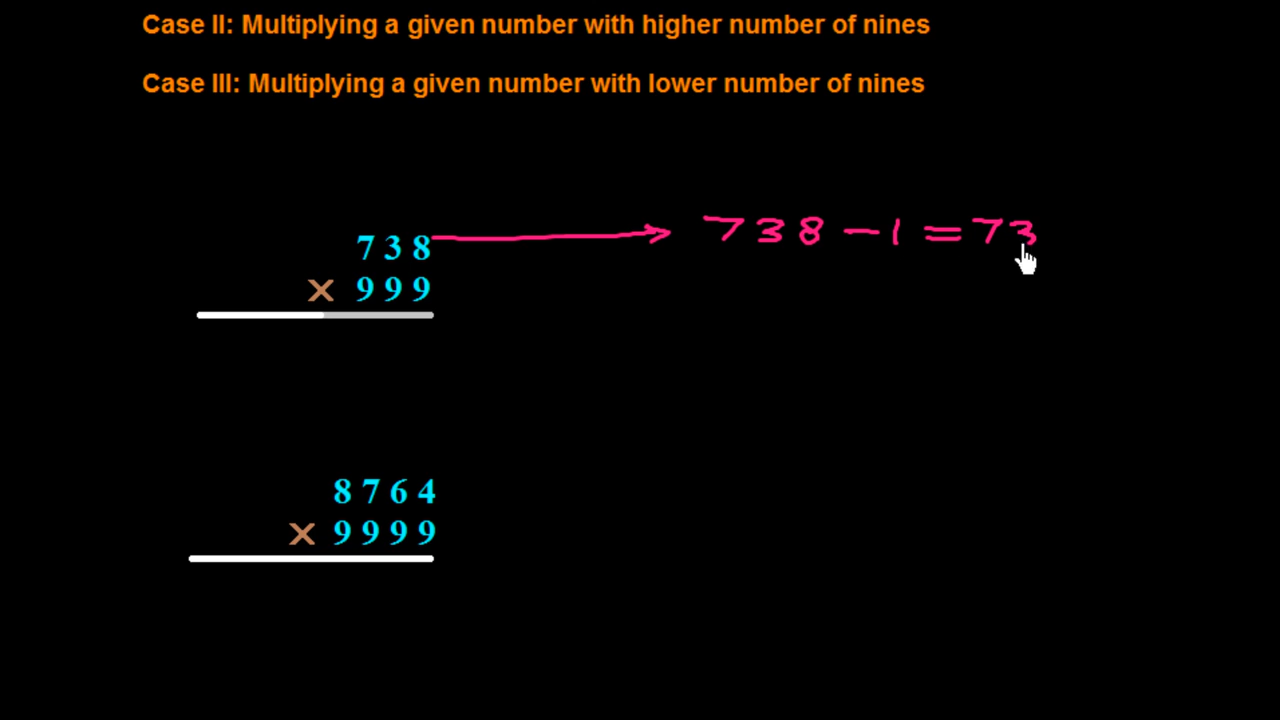 Case II: Multiplying a given number with higher number of nines
Case III: Multiplying a given number with lower number of nines
738 738-1=73
× 999
8764
× 9999